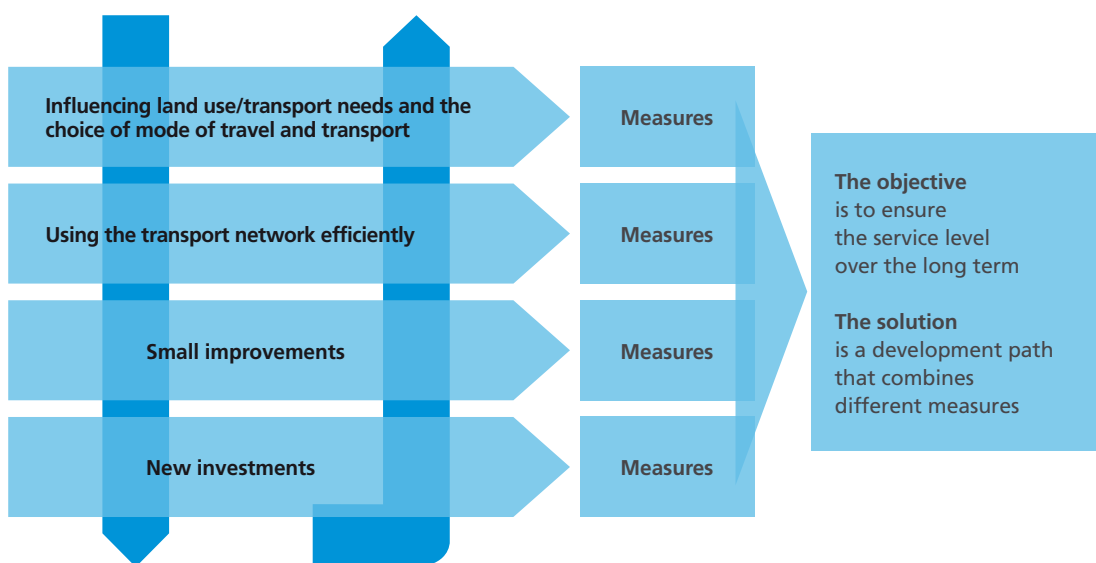 Influencing land use/transport needs and the
choice of mode of travel and transport
Measures
Using the transport network efficiently
Measures
Small improvements
Measures
New investments
Measures
The objective
is to ensure
the service level
over the long term
The solution
is a development path
that combines
different measures